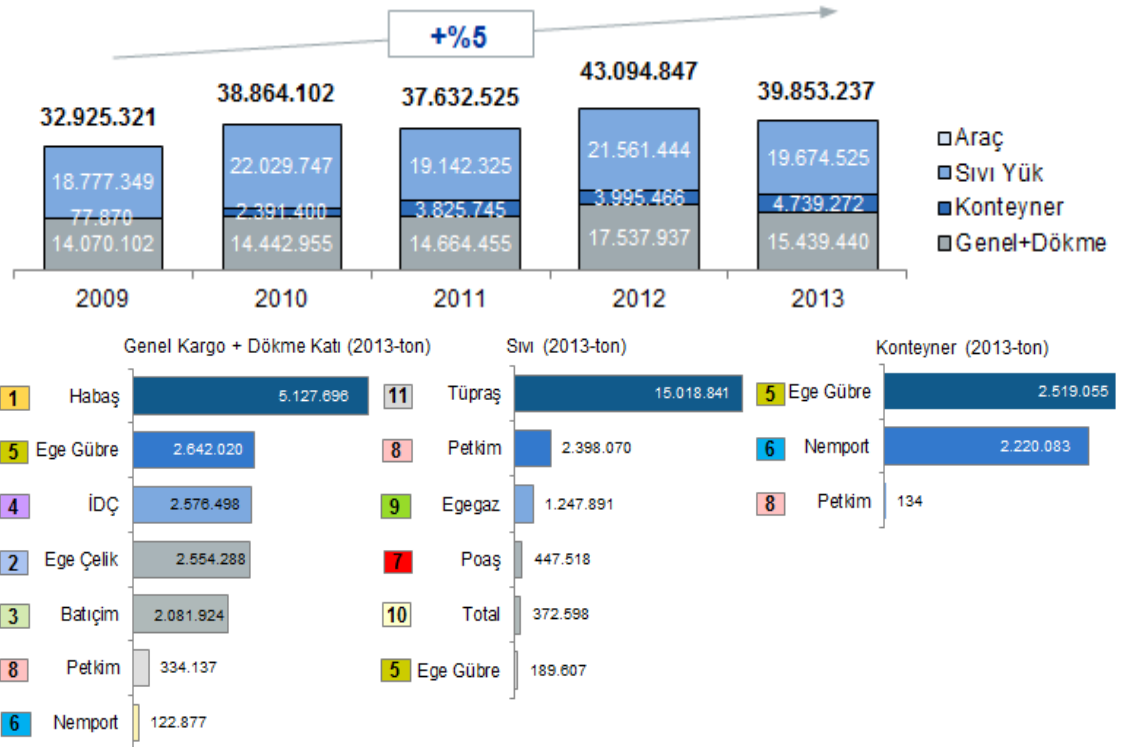 +%5
32.925.321
38.864.102
37.632.525
43.094.847
39.853.237
18.777.349
22.029.747
19.142.325
21.561.444
19.674.525
77.870
2.391.400
3.825.745
3.995.466
4.739.272
14.070.102
14.442.955
14.664.455
17.537.937
15.439.440
2009
2010
2011
2012
2013
Araç
Sıvı Yük
Konteyner
Genel+Dökme
Genel Kargo + Dökme Katı (2013-ton)
1 Habaş 5.127.696
5 Ege Gübre 2.642.020
4 İDÇ 2.576.498
2 Ege Çelik 2.554.288
3 Batıçim 2.081.924
8 Petkim 334.137
6 Nemport 122.877
Sıvı (2013-ton)
11 Tüpraş 15.018.841
8 Petkim 2.398.070
9 Egegaz 1.247.891
7 Poaş 447.518
10 Total 372.598
5 Ege Gübre 189.607
Konteyner (2013-ton)
5 Ege Gübre 2.519.055
6 Nemport 2.220.083
8 Petkim 134